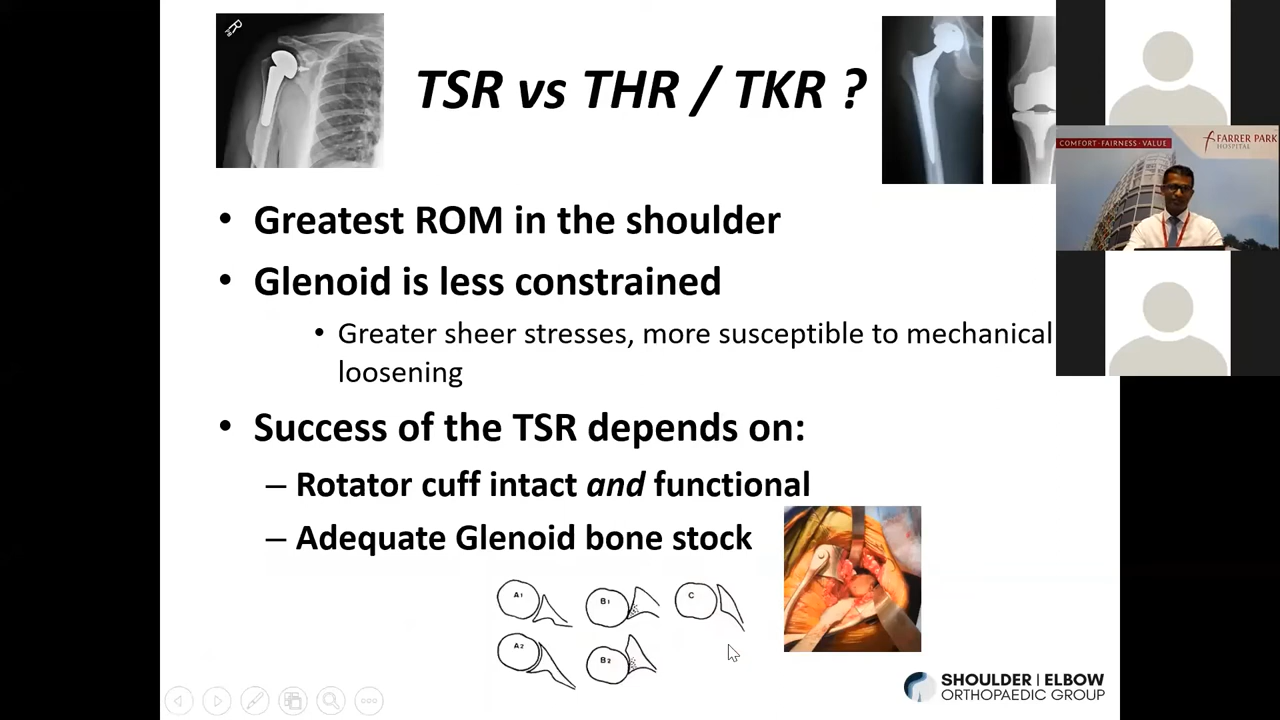 R
TSR vs THR / TKR ?
COMFORT · FAIRNESS · VALUE
FARRER PARK
HOSPITAL
• Greatest ROM in the shoulder
• Glenoid is less constrained
• Greater sheer stresses, more susceptible to mechanical
loosening
• Success of the TSR depends on:
– Rotator cuff intact and functional
– Adequate Glenoid bone stock
A1 B1 C
A2 B2
SHOULDER | ELBOW
ORTHOPAEDIC GROUP